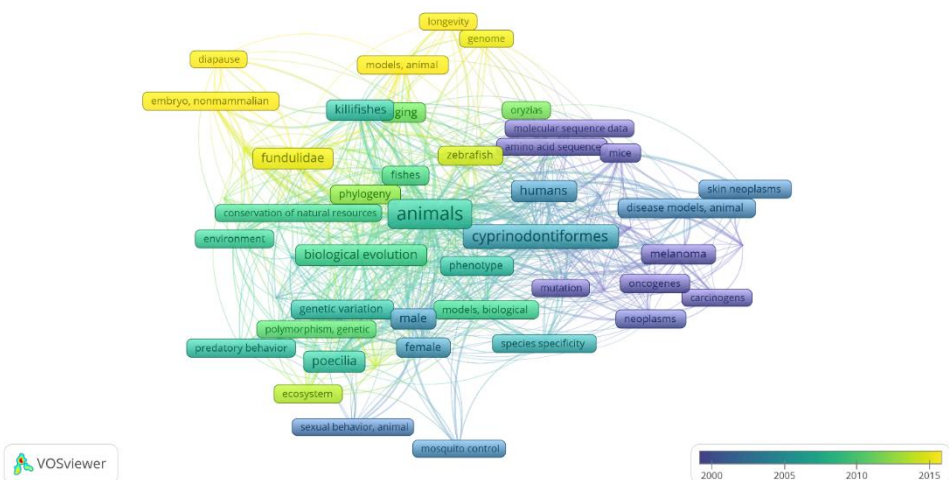 longevity
genome
diapause
models, animal
embryo, nonmammalian
killifishes
ging
oryzias
molecular sequence data
amino acid sequence
mice
zebrafish
fundulidae
fishes
phylogeny
humans
skin neoplasms
conservation of natural resources
animals
disease models, animal
environment
cyprinodontiformes
biological evolution
phenotype
melanoma
mutation
oncogenes
carcinogens
genetic variation
male
models, biological
neoplasms
polymorphism, genetic
predatory behavior
poecilia
female
species specificity
ecosystem
sexual behavior, animal
mosquito control
VOSviewer
2000 2005 2010 2015